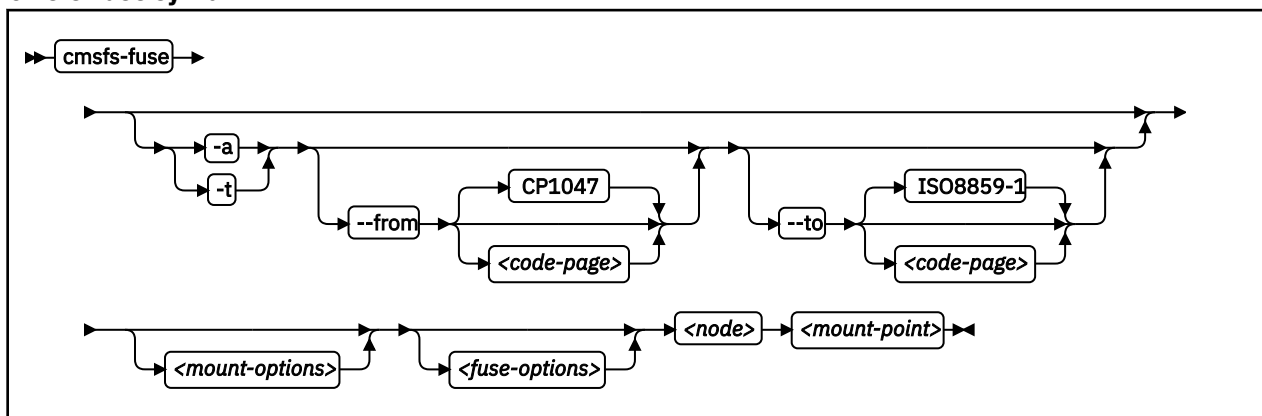 cmsfs-fuse
-a
-t
CP1047
ISO8859-1
--from
--to
<code-page>
<code-page>
<node>
<mount-point>
<mount-options>
<fuse-options>